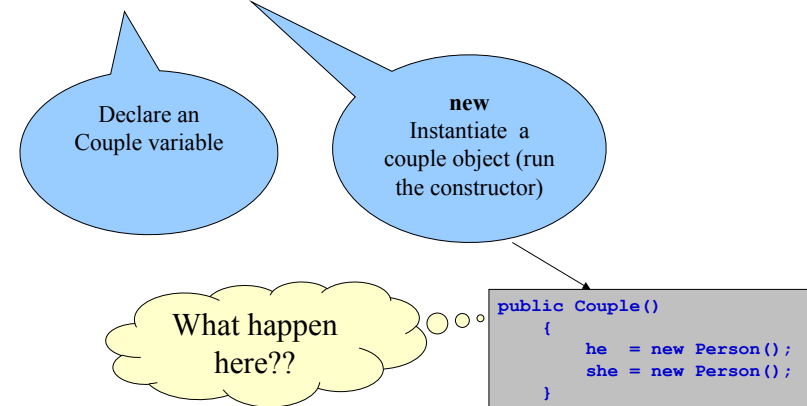 Declare an
Couple variable
new
Instantiate a
couple object (run
the constructor)
What happen
here??
public Couple()
{
he = new Person();
she = new Person();
}